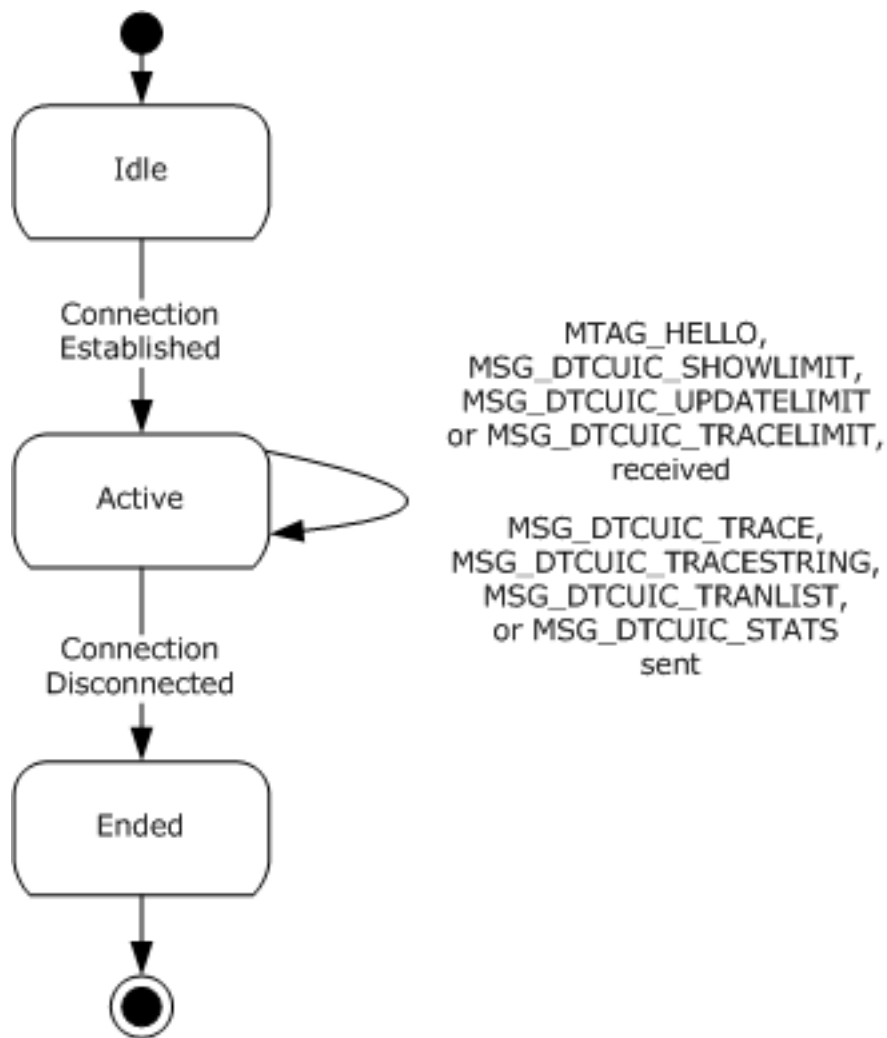 Idle
Connection
Established
MTAG_HELLO,
MSG_DTCUIC_SHOWLIMIT,
MSG_DTCUIC_UPDATELIMIT
or MSG_DTCUIC_TRACELIMIT,
received
Active
MSG_DTCUIC_TRACE,
MSG_DTCUIC_TRACESTRING,
MSG_DTCUIC_TRANLIST,
or MSG_DTCUIC_STATS
sent
Connection
Disconnected
Ended